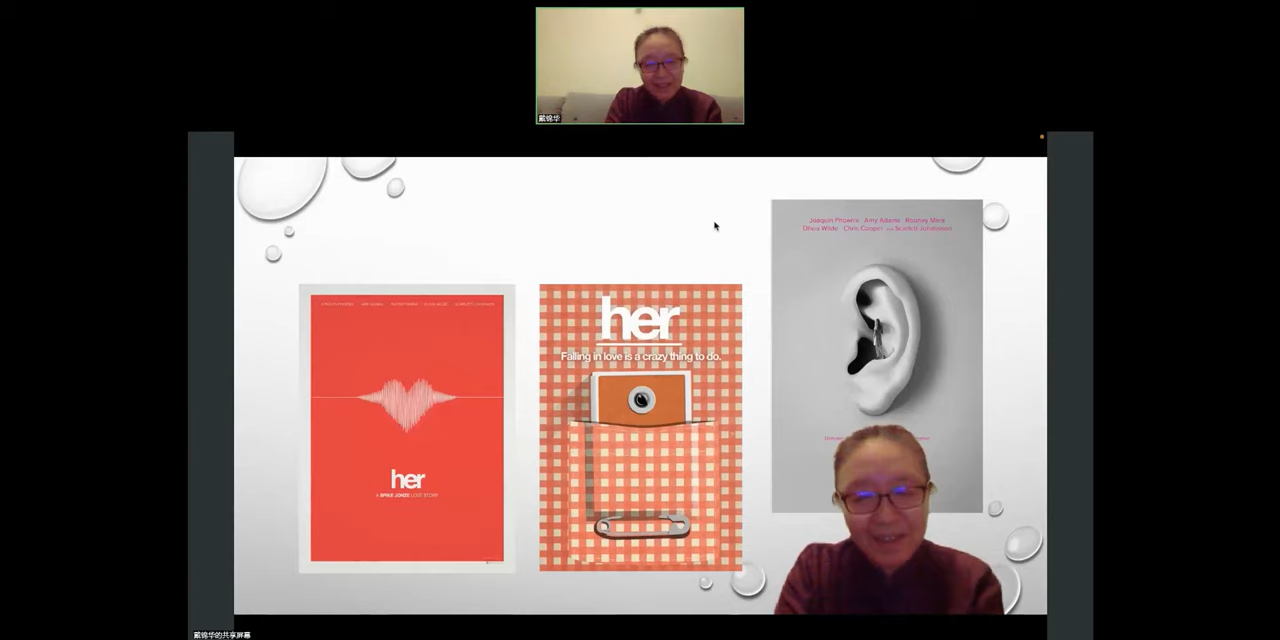 戴锦华
Joaquin Phoenix Amy Adams Rooney Mara
Olivia Wilde Chris Cooper and Scarlett Johansson
her
Falling in love is a crazy thing to do.
her
A SPIKE JONZE LOVE STORY
戴锦华的共享屏幕